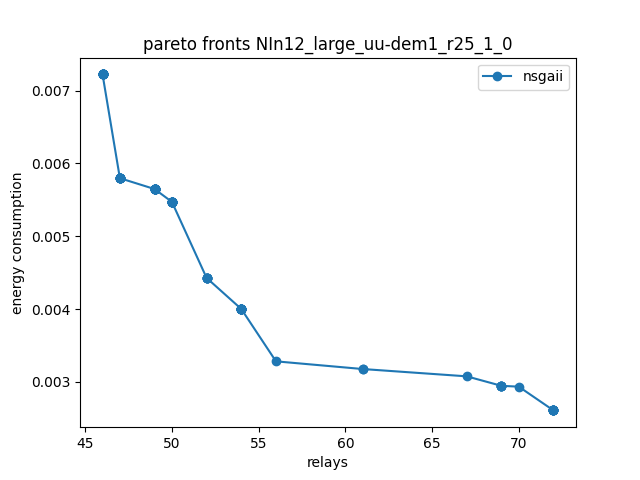 pareto fronts NIn12_large_uu-dem1_r25_1_0
nsgaii
energy consumption
0.007
0.006
0.005
0.004
0.003
45 50 55 60 65 70
relays